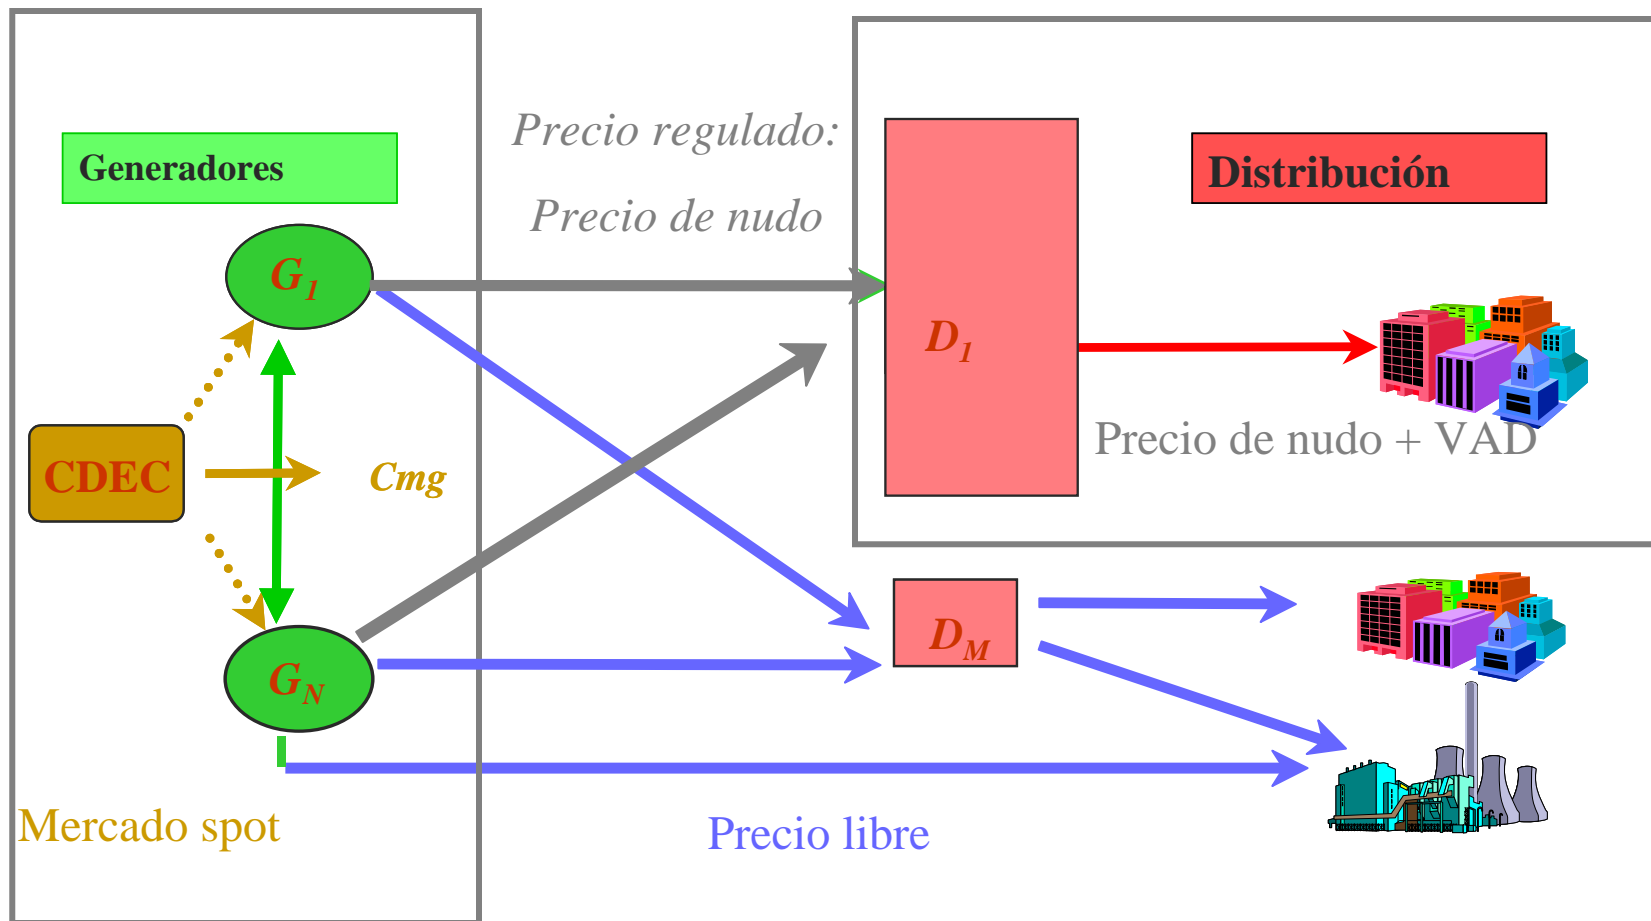 Generadores
Precio regulado:
Precio de nudo
Distribución
G1
D1
Precio de nudo + VAD
CDEC
Cmg
DM
GN
Mercado spot
Precio libre